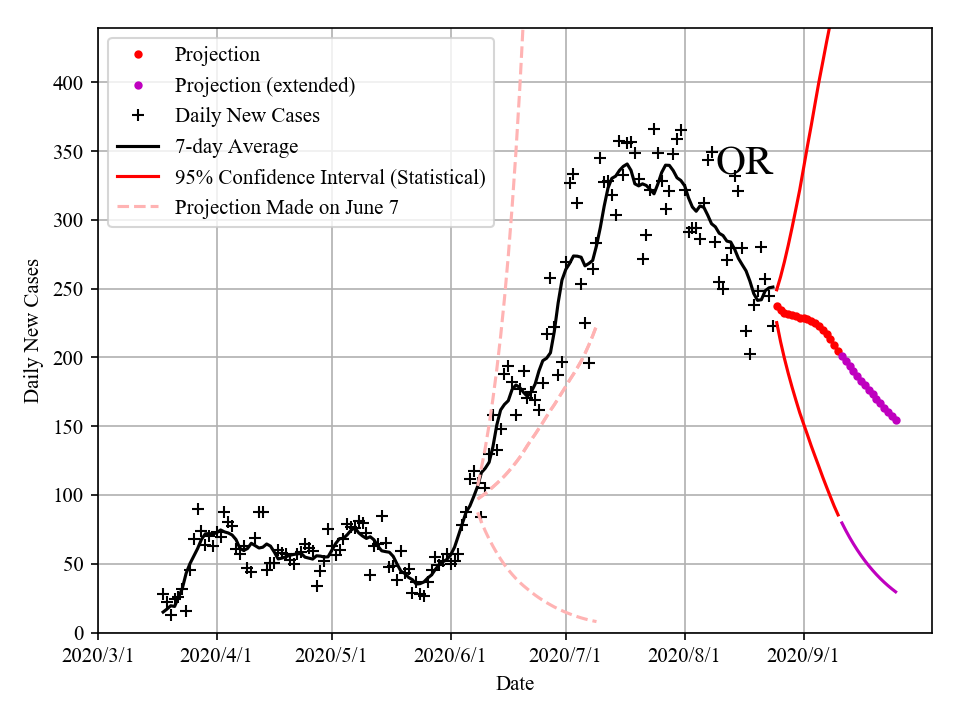 Projection
Projection (extended)
Daily New Cases
7-day Average
95% Confidence Interval (Statistical)
Projection Made on June 7
OR
Daily New Cases
400
350
300
250
200
150
100
50
0
2020/3/1 2020/4/1 2020/5/1 2020/6/1 2020/7/1 2020/8/1 2020/9/1
Date